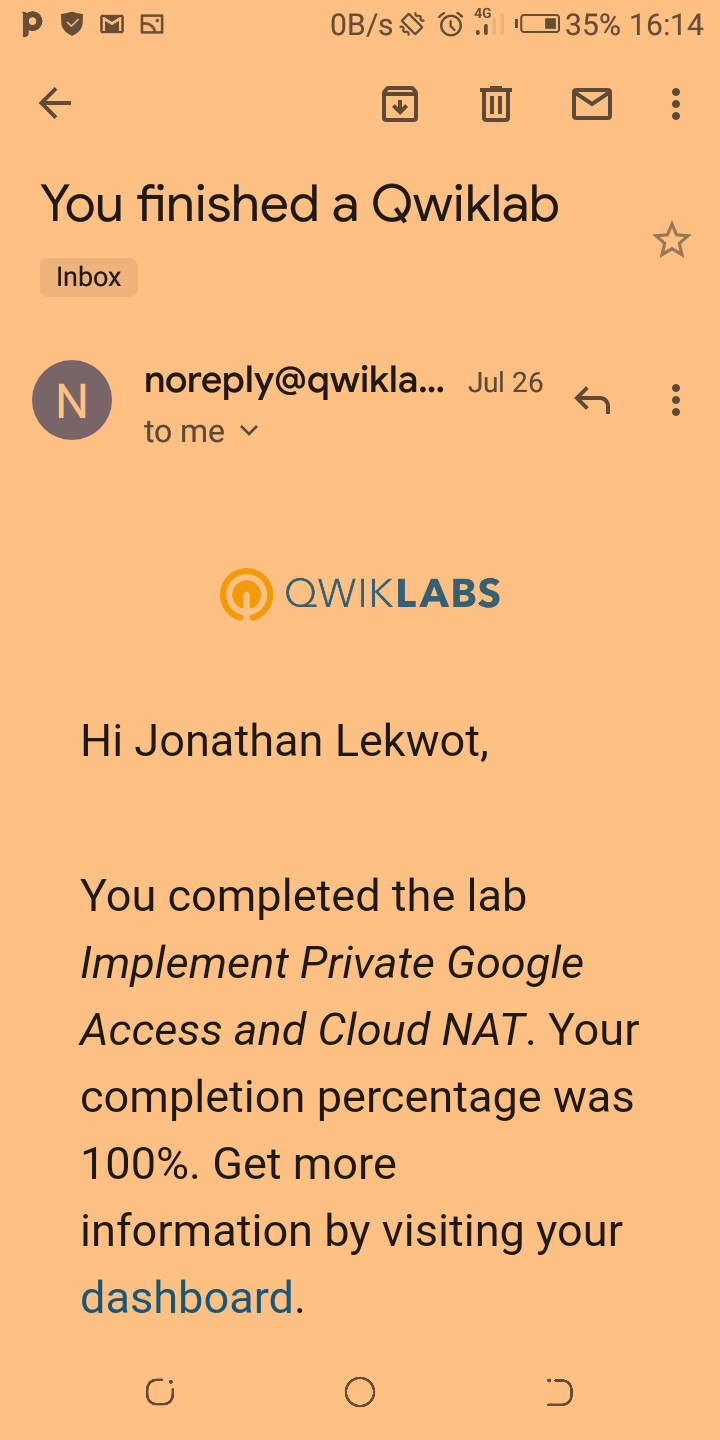 0B/s 4G 35% 16:14
You finished a Qwiklab
Inbox
N
noreply@qwikla... Jul 26
to me
QWIKLABS
Hi Jonathan Lekwot,
You completed the lab
Implement Private Google
Access and Cloud NAT. Your
completion percentage was
100%. Get more
information by visiting your
dashboard.